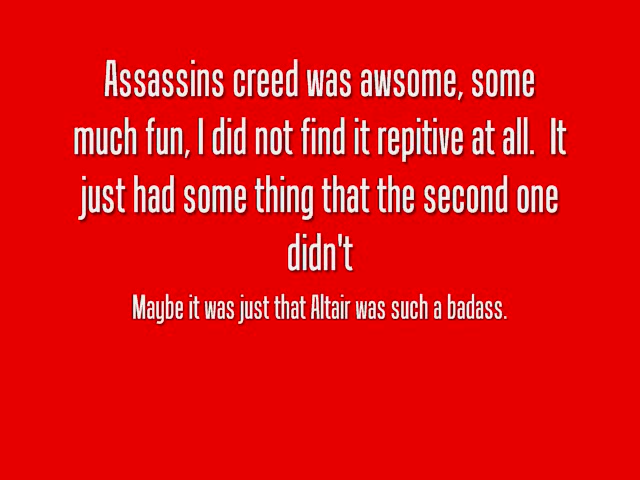 Assassins creed was awsome, some
much fun, I did not find it repitive at all.  It
just had some thing that the second one
didn't
Maybe it was just that Altair was such a badass.